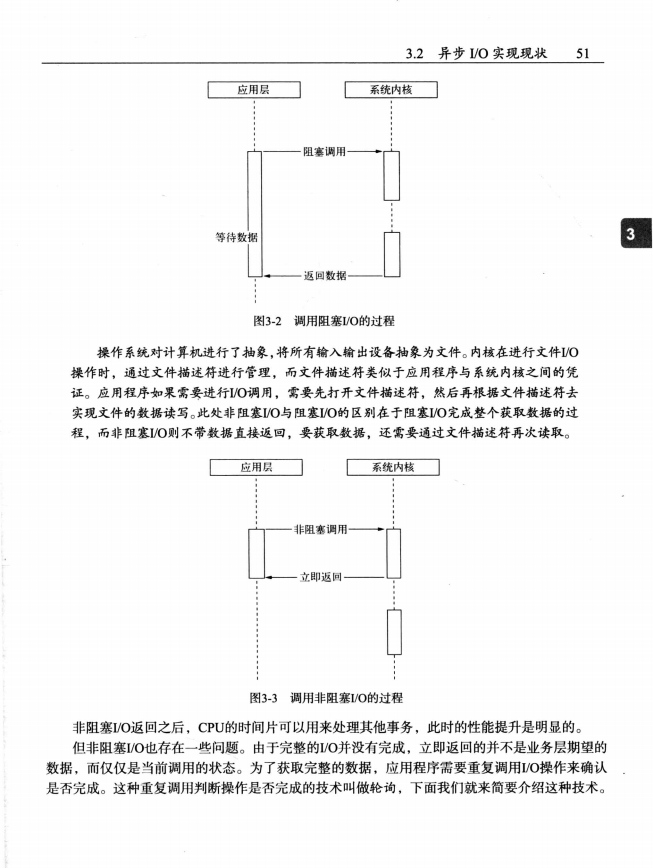 3.2 异步 I/O 实现现状 51
应用层 系统内核
阻塞调用
等待数据
3
返回数据
图3-2 调用阻塞I/O的过程
操作系统对计算机进行了抽象，将所有输入输出设备抽象为文件。内核在进行文件I/O
操作时，通过文件描述符进行管理，而文件描述符类似于应用程序与系统内核之间的凭
证。应用程序如果需要进行I/O调用，需要先打开文件描述符，然后再根据文件描述符去
实现文件的数据读写。此处非阻塞I/O与阻塞I/O的区别在于阻塞I/O完成整个获取数据的过
程，而非阻塞I/O则不带数据直接返回，要获取数据，还需要通过文件描述符再次读取。
应用层 系统内核
非阻塞调用
立即返回
图3-3 调用非阻塞I/O的过程
非阻塞I/O返回之后，CPU的时间片可以用来处理其他事务，此时的性能提升是明显的。
但非阻塞I/O也存在一些问题。由于完整的I/O并没有完成，立即返回的并不是业务层期望的
数据，而仅仅是当前调用的状态。为了获取完整的数据，应用程序需要重复调用I/O操作来确认
是否完成。这种重复调用判断操作是否完成的技术叫做轮询，下面我们就来简要介绍这种技术。